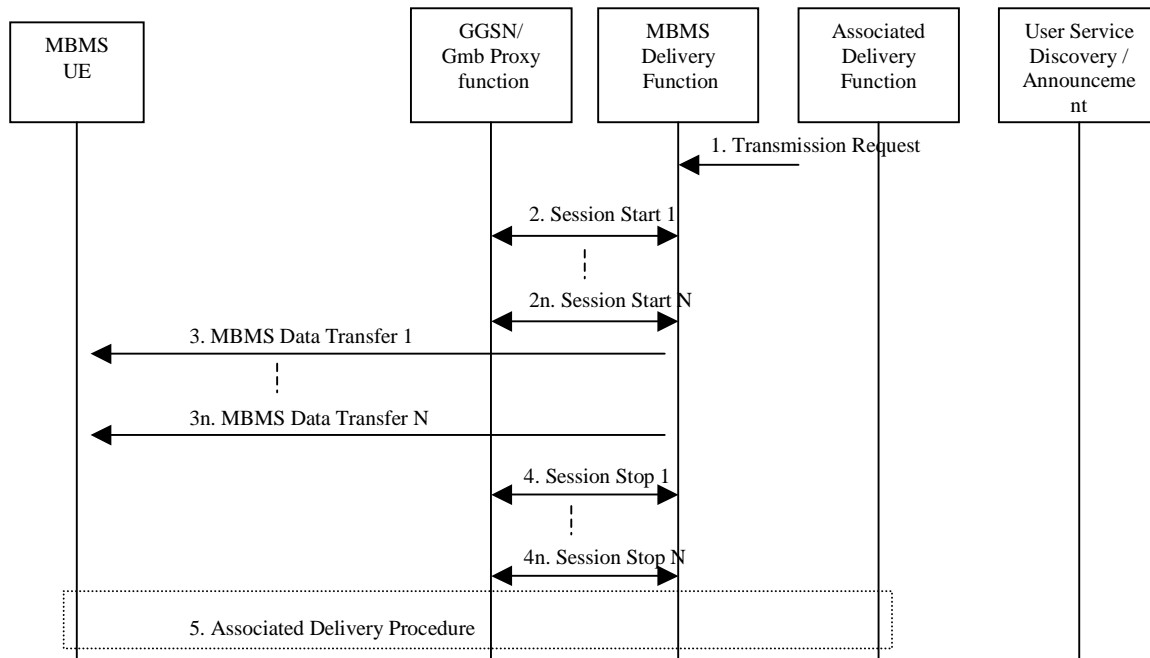 MBMS
UE
GGSN/
Gmb Proxy
function
MBMS
Delivery
Function
Associated
Delivery
Function
User Service
Discovery /
Announceme
nt
1. Transmission Request
2. Session Start 1
2n. Session Start N
3. MBMS Data Transfer 1
3n. MBMS Data Transfer N
4. Session Stop 1
4n. Session Stop N
5. Associated Delivery Procedure